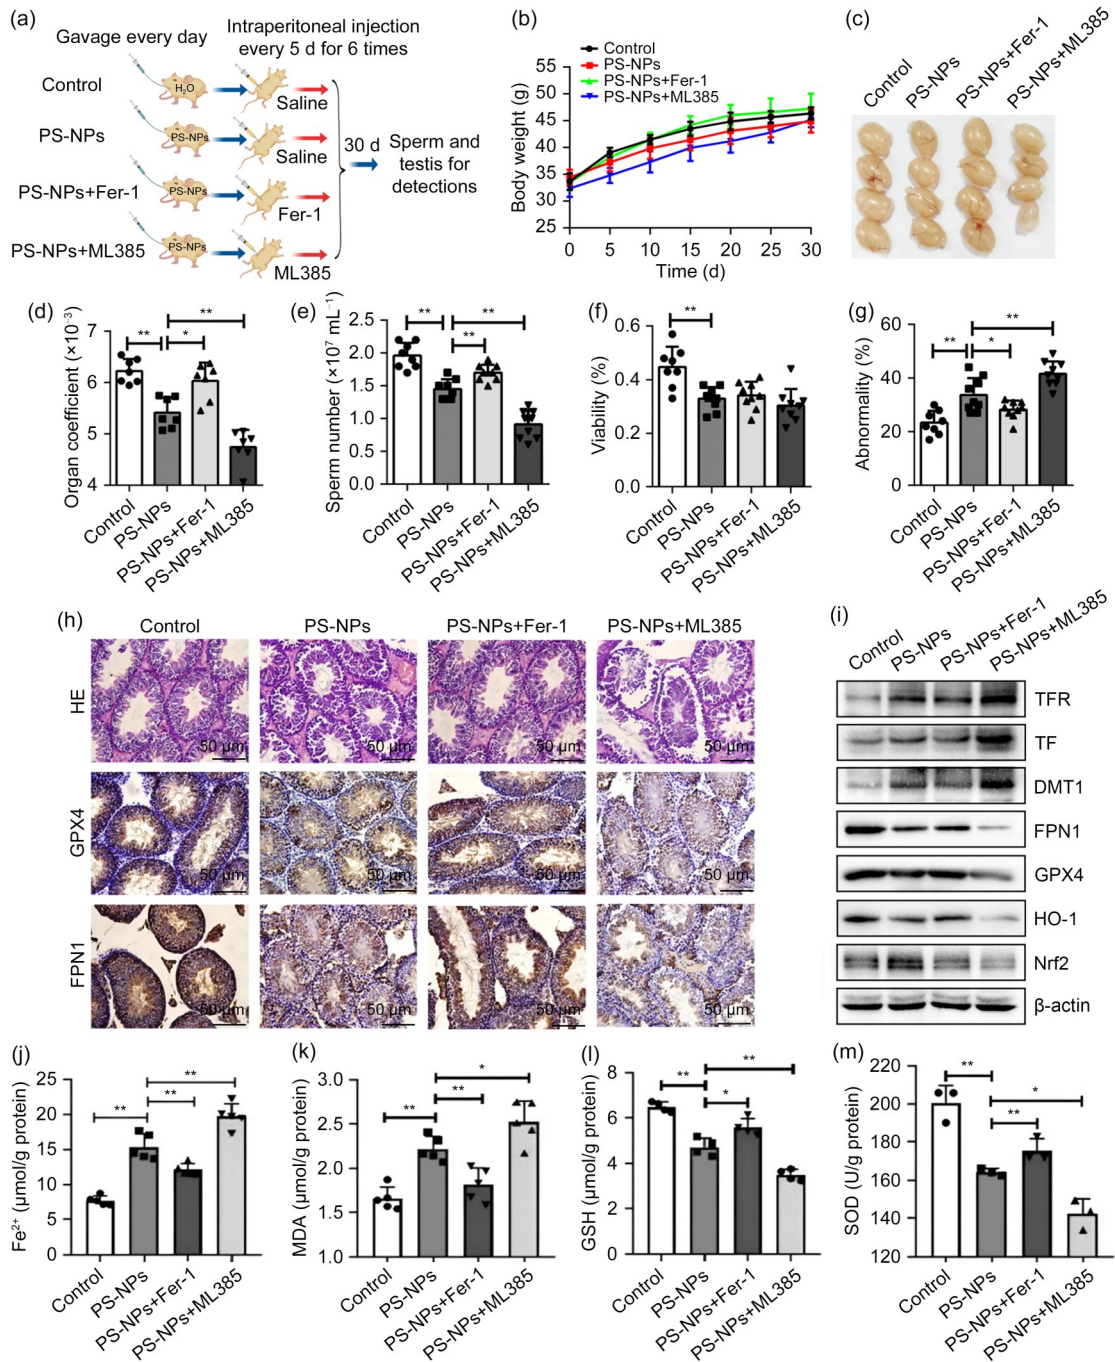 (a)
Gavage every day
Intraperitoneal injection
every 5 d for 6 times
Control
H₂O
Saline
PS-NPs
PS-NPs
Saline
30 d
Sperm and
testis for
detections
PS-NPs+Fer-1
PS-NPs
Fer-1
PS-NPs+ML385
PS-NPs
ML385
(b)
Control
PS-NPs
PS-NPs+Fer-1
PS-NPs+ML385
Body weight (g)
55
50
45
40
35
30
25
0 5 10 15 20 25 30
Time (d)
(c)
Control
PS-NPs
PS-NPs+Fer-1
PS-NPs+ML385
(d)
Organ coefficient (×10⁻³)
7
6
5
4
** * **
Control
PS-NPs
PS-NPs+Fer-1
PS-NPs+ML385
(e)
Sperm number (×10⁷ mL⁻¹)
2.5
2.0
1.5
1.0
0.5
0.0
** ** **
Control
PS-NPs
PS-NPs+Fer-1
PS-NPs+ML385
(f)
Viability (%)
0.6
0.4
0.2
0.0
**
Control
PS-NPs
PS-NPs+Fer-1
PS-NPs+ML385
(g)
Abnormality (%)
60
40
20
0
** * **
Control
PS-NPs
PS-NPs+Fer-1
PS-NPs+ML385
(h)
Control PS-NPs PS-NPs+Fer-1 PS-NPs+ML385
HE
50 µm 50 µm 50 µm 50 µm
GPX4
50 µm 50 µm 50 µm 50 µm
FPN1
50 µm 50 µm 50 µm 50 µm
(i)
Control
PS-NPs
PS-NPs+Fer-1
PS-NPs+ML385
TFR
TF
DMT1
FPN1
GPX4
HO-1
Nrf2
β-actin
(j)
Fe²⁺ (µmol/g protein)
25
20
15
10
5
0
** ** **
Control
PS-NPs
PS-NPs+Fer-1
PS-NPs+ML385
(k)
MDA (µmol/g protein)
3.0
2.5
2.0
1.5
1.0
** ** *
Control
PS-NPs
PS-NPs+Fer-1
PS-NPs+ML385
(l)
GSH (µmol/g protein)
8
6
4
2
0
** * **
Control
PS-NPs
PS-NPs+Fer-1
PS-NPs+ML385
(m)
SOD (U/g protein)
220
200
180
160
140
120
** ** *
Control
PS-NPs
PS-NPs+Fer-1
PS-NPs+ML385